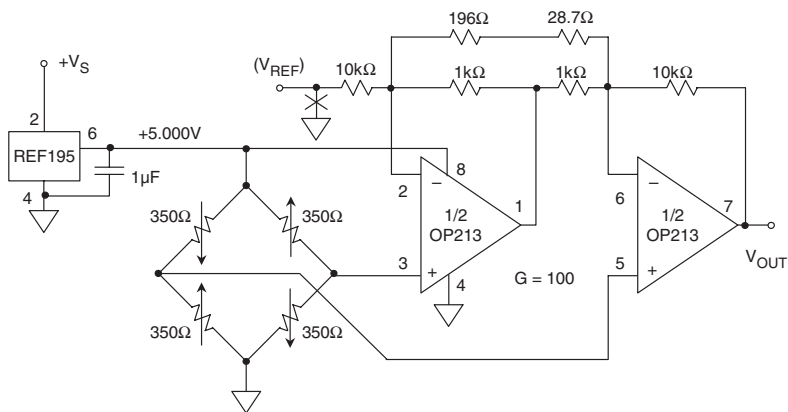 196Ω 28.7Ω
+VS
(VREF) 10kΩ 1kΩ 1kΩ 10kΩ
2
6 +5.000V
REF195
1µF
4
8
2 −
1/2
OP213
1
3 +
4
G = 100
6 −
1/2
OP213
7
5 +
VOUT
350Ω 350Ω
350Ω 350Ω